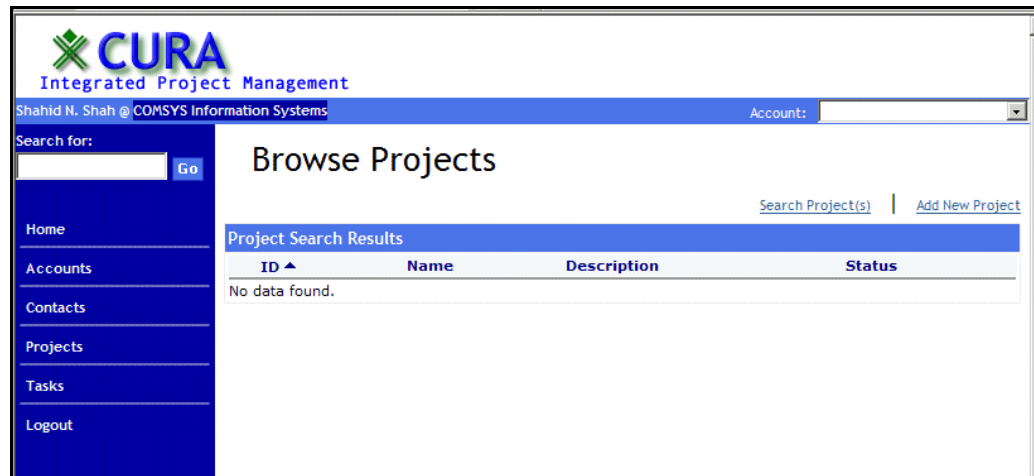 CURA
Integrated Project Management
Shahid N. Shah @ COMSYS Information Systems
Account:
Search for:
Go
Browse Projects
Search Project(s) | Add New Project
Home
Accounts
Contacts
Projects
Tasks
Logout
Project Search Results
ID Name Description Status
No data found.